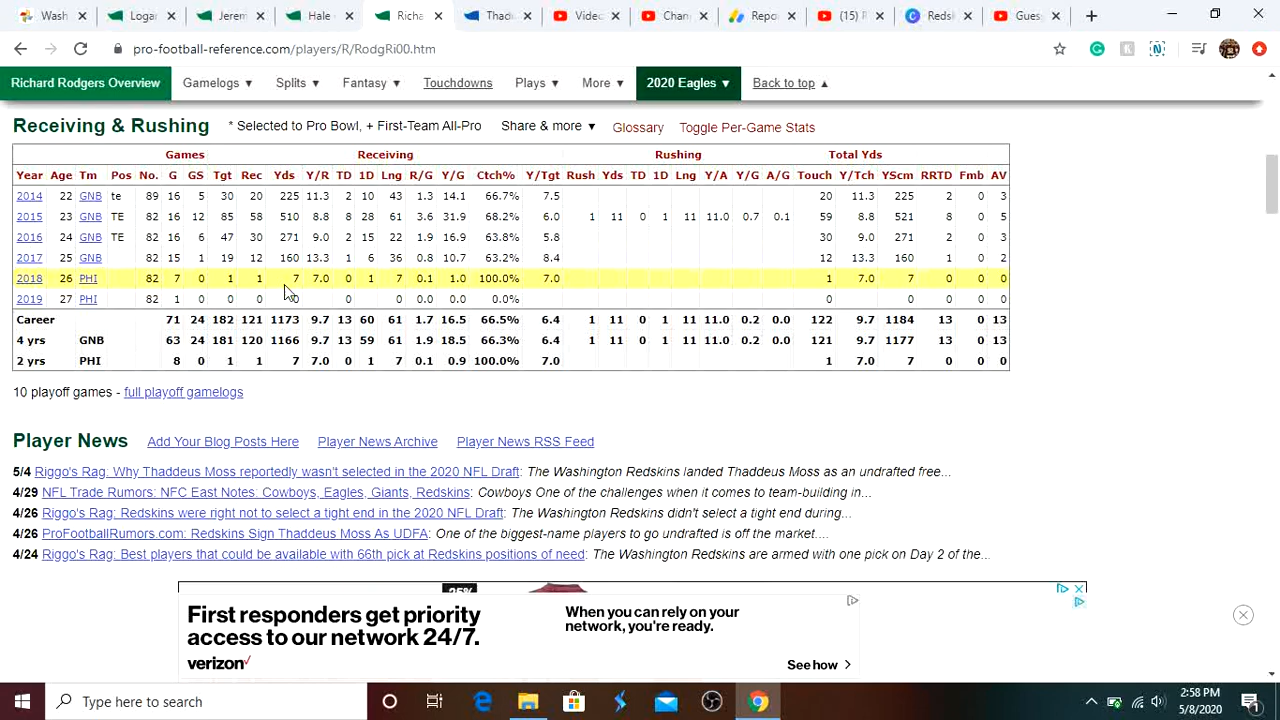 Wash
Logar
Jerem
Hale
Richa
Thadi
Video
Chan
Repo
(15) R
Redsk
Gues
pro-football-reference.com/players/R/RodgRi00.htm
Richard Rodgers Overview Gamelogs ▼ Splits ▼ Fantasy ▼ Touchdowns Plays ▼ More ▼ 2020 Eagles ▼ Back to top ▲
Receiving & Rushing * Selected to Pro Bowl, + First-Team All-Pro Share & more ▼ Glossary Toggle Per-Game Stats
Games Receiving Rushing Total Yds
Year Age Tm Pos No. G GS Tgt Rec Yds Y/R TD 1D Lng R/G Y/G Ctch% Y/Tgt Rush Yds TD 1D Lng Y/A Y/G A/G Touch Y/Tch YScm RRTD Fmb AV
2014 22 GNB te 89 16 5 30 20 225 11.3 2 10 43 1.3 14.1 66.7% 7.5 20 11.3 225 2 0 3
2015 23 GNB TE 82 16 12 85 58 510 8.8 8 28 61 3.6 31.9 68.2% 6.0 1 11 0 1 11 11.0 0.7 0.1 59 8.8 521 8 0 5
2016 24 GNB TE 82 16 6 47 30 271 9.0 2 15 22 1.9 16.9 63.8% 5.8 30 9.0 271 2 0 3
2017 25 GNB 82 15 1 19 12 160 13.3 1 6 36 0.8 10.7 63.2% 8.4 12 13.3 160 1 0 2
2018 26 PHI 82 7 0 1 1 7 7.0 0 1 7 0.1 1.0 100.0% 7.0 1 7.0 7 0 0 0
2019 27 PHI 82 1 0 0 0 0 0 0 0 0.0 0.0 0.0% 0 0 0 0 0
Career 71 24 182 121 1173 9.7 13 60 61 1.7 16.5 66.5% 6.4 1 11 0 1 11 11.0 0.2 0.0 122 9.7 1184 13 0 13
4 yrs GNB 63 24 181 120 1166 9.7 13 59 61 1.9 18.5 66.3% 6.4 1 11 0 1 11 11.0 0.2 0.0 121 9.7 1177 13 0 13
2 yrs PHI 8 0 1 1 7 7.0 0 1 7 0.1 0.9 100.0% 7.0 1 7.0 7 0 0 0
10 playoff games - full playoff gamelogs
Player News Add Your Blog Posts Here Player News Archive Player News RSS Feed
5/4 Riggo's Rag: Why Thaddeus Moss reportedly wasn't selected in the 2020 NFL Draft: The Washington Redskins landed Thaddeus Moss as an undrafted free...
4/29 NFL Trade Rumors: NFC East Notes: Cowboys, Eagles, Giants, Redskins: Cowboys One of the challenges when it comes to team-building in...
4/26 Riggo's Rag: Redskins were right not to select a tight end in the 2020 NFL Draft: The Washington Redskins didn't select a tight end during...
4/26 ProFootballRumors.com: Redskins Sign Thaddeus Moss As UDFA: One of the biggest-name players to go undrafted is off the market....
4/24 Riggo's Rag: Best players that could be available with 66th pick at Redskins positions of need: The Washington Redskins are armed with one pick on Day 2 of the...
First responders get priority
access to our network 24/7.
verizon✓
When you can rely on your
network, you're ready.
See how >
Type here to search
2:58 PM
5/8/2020